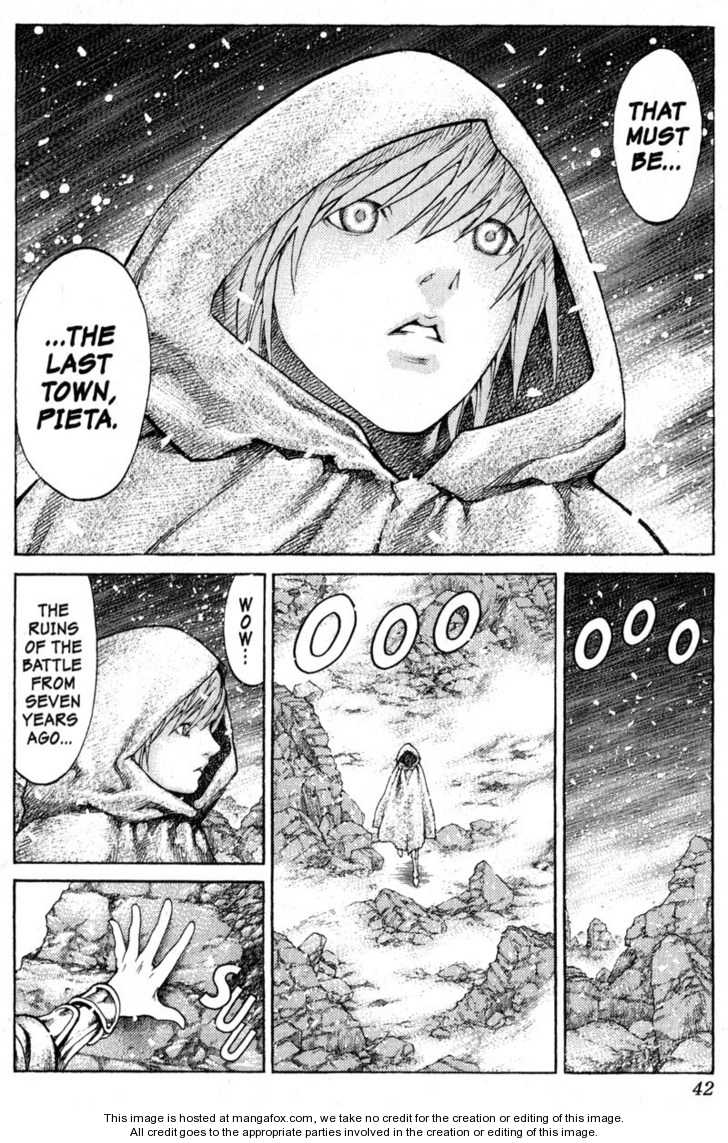 THAT
MUST
BE...
...THE
LAST
TOWN,
PIETA.
OOO
OOO
WOW...
THE
RUINS
OF THE
BATTLE
FROM
SEVEN
YEARS
AGO...
SUU
42
This image is hosted at mangafox.com, we take no credit for the creation or editing of this image.
All credit goes to the appropriate parties involved in the creation or editing of this image.